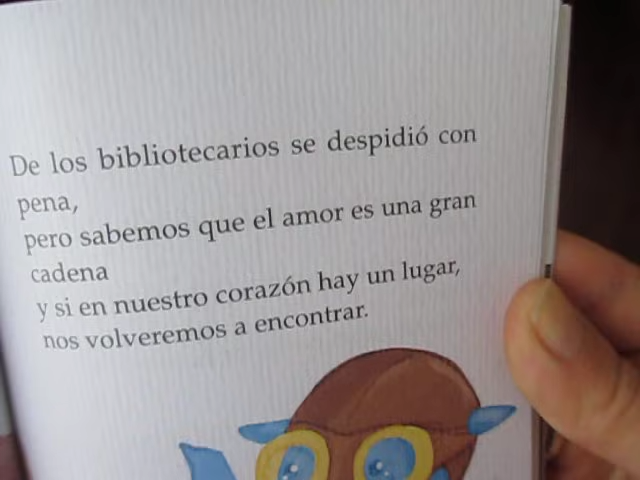 De los bibliotecarios se despidió con
pena,
pero sabemos que el amor es una gran
cadena
y si en nuestro corazón hay un lugar,
nos volveremos a encontrar.